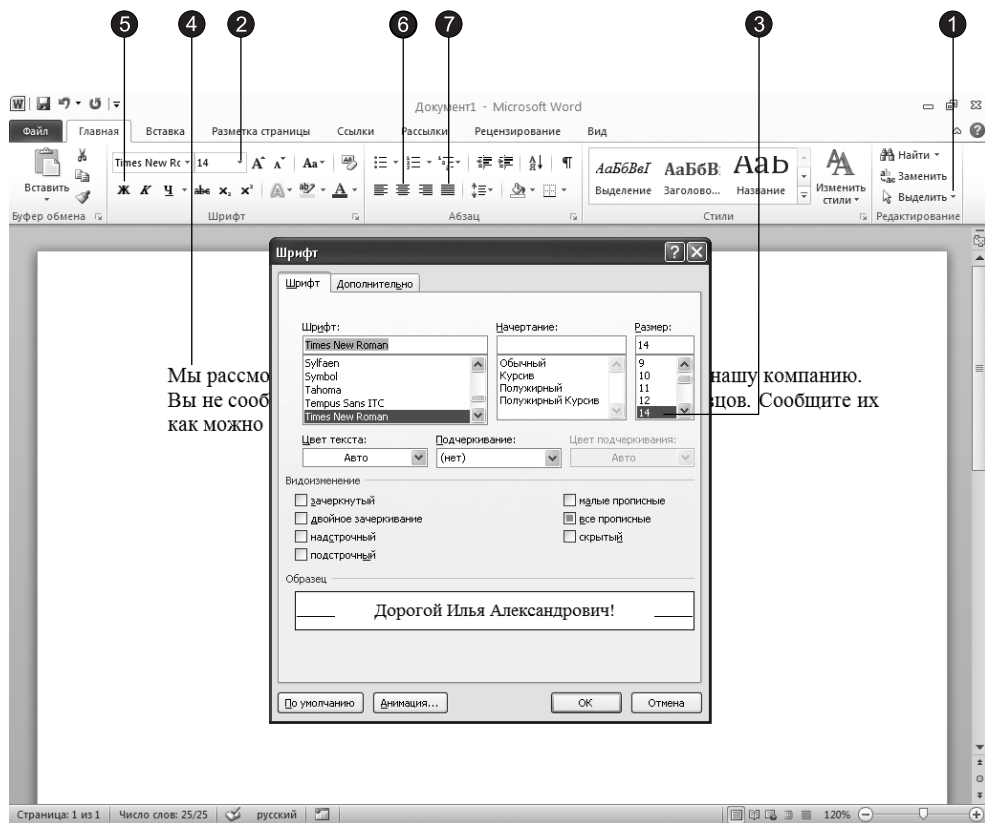 5 4 2 6 7 3 1
Документ1 - Microsoft Word
Файл Главная Вставка Разметка страницы Ссылки Рассылки Рецензирование Вид
Times New Rc 14 Aa АаБбВеІ АаБбВ: АаЬ Найти
Вставить Ж К Ч abc x, x² A Выделение Заголово... Название Изменить стили Заменить
Выделить
Буфер обмена Шрифт Абзац Стили Редактирование
Шрифт
Шрифт Дополнительно
Шрифт: Начертание: Размер:
Times New Roman 14
Sylfaen Обычный 9
Symbol Курсив 10
Tahoma Полужирный 11
Tempus Sans ITC Полужирный Курсив 12
Times New Roman 14
Мы рассмо нашу компанию.
Вы не сооб зцов. Сообщите их
как можно
Цвет текста: Подчеркивание: Цвет подчеркивания:
Авто (нет) Авто
Видоизменение
зачеркнутый малые прописные
двойное зачеркивание все прописные
надстрочный скрытый
подстрочный
Образец
Дорогой Илья Александрович!
По умолчанию Анимация... ОК Отмена
Страница: 1 из 1 Число слов: 25/25 русский 120%